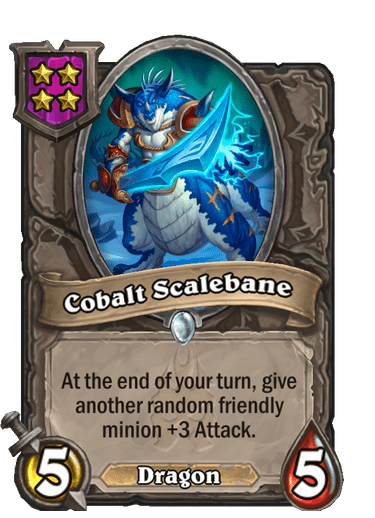 Cobalt Scalebane
At the end of your turn, give
another random friendly
minion +3 Attack.
5
Dragon
5